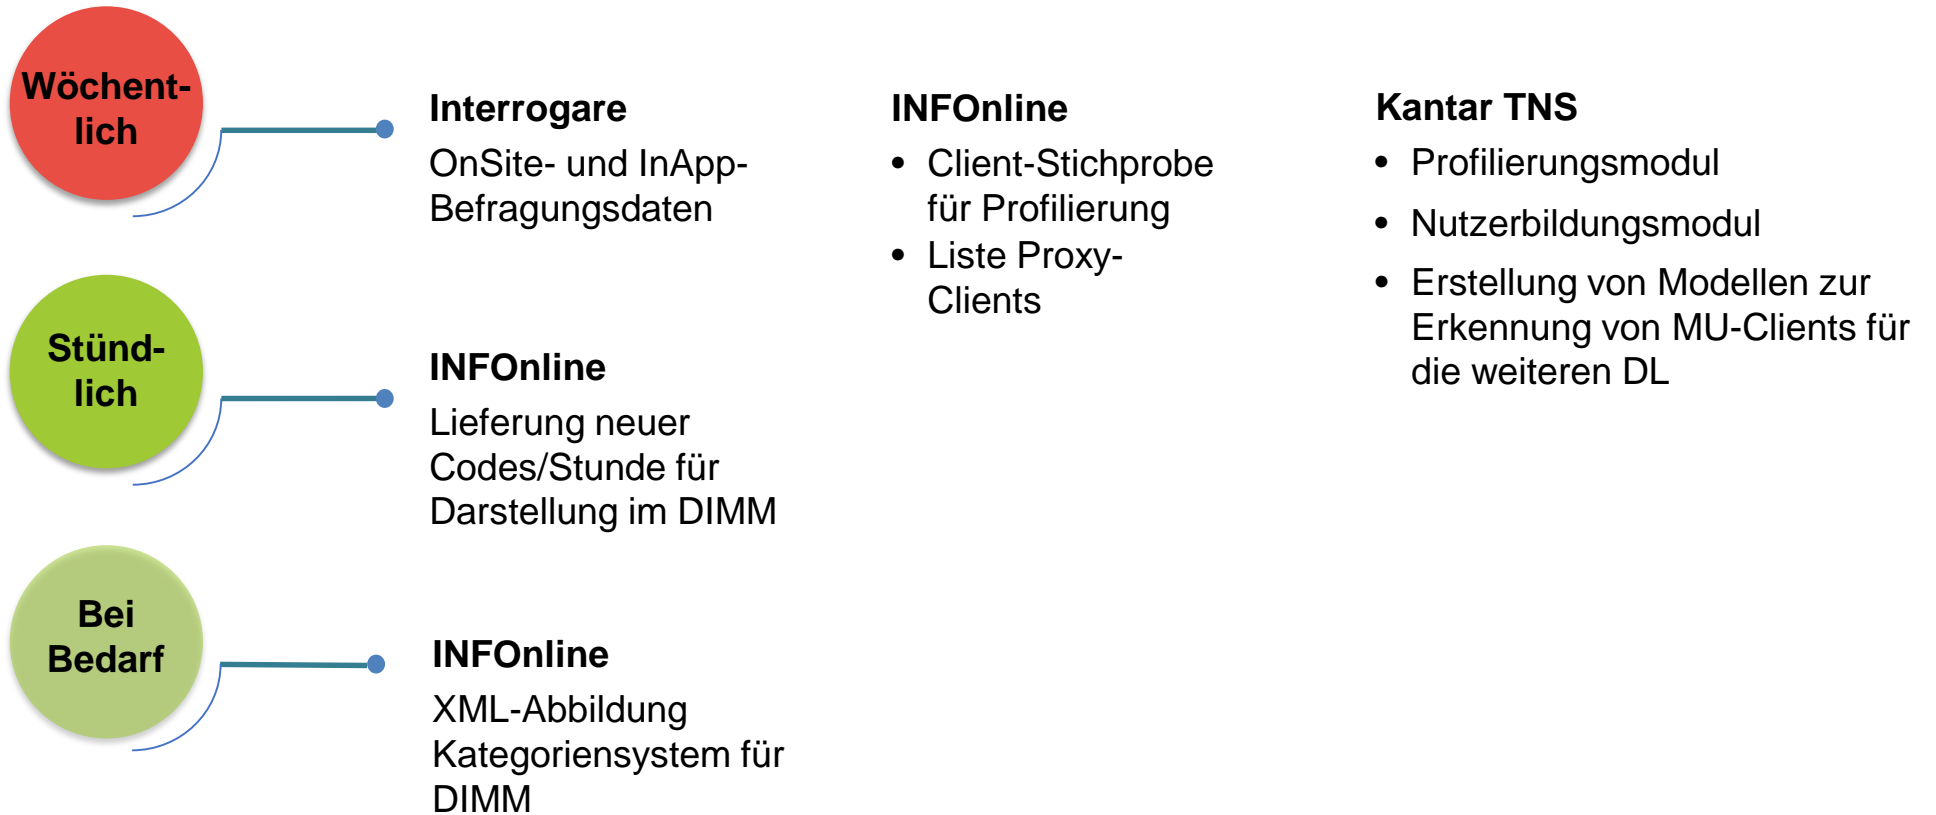 Wöchent-
lich
Interrogare
OnSite- und InApp-
Befragungsdaten
INFOnline
• Client-Stichprobe
für Profilierung
• Liste Proxy-
Clients
Kantar TNS
• Profilierungsmodul
• Nutzerbildungsmodul
• Erstellung von Modellen zur
Erkennung von MU-Clients für
die weiteren DL
Stünd-
lich
INFOnline
Lieferung neuer
Codes/Stunde für
Darstellung im DIMM
Bei
Bedarf
INFOnline
XML-Abbildung
Kategoriensystem für
DIMM